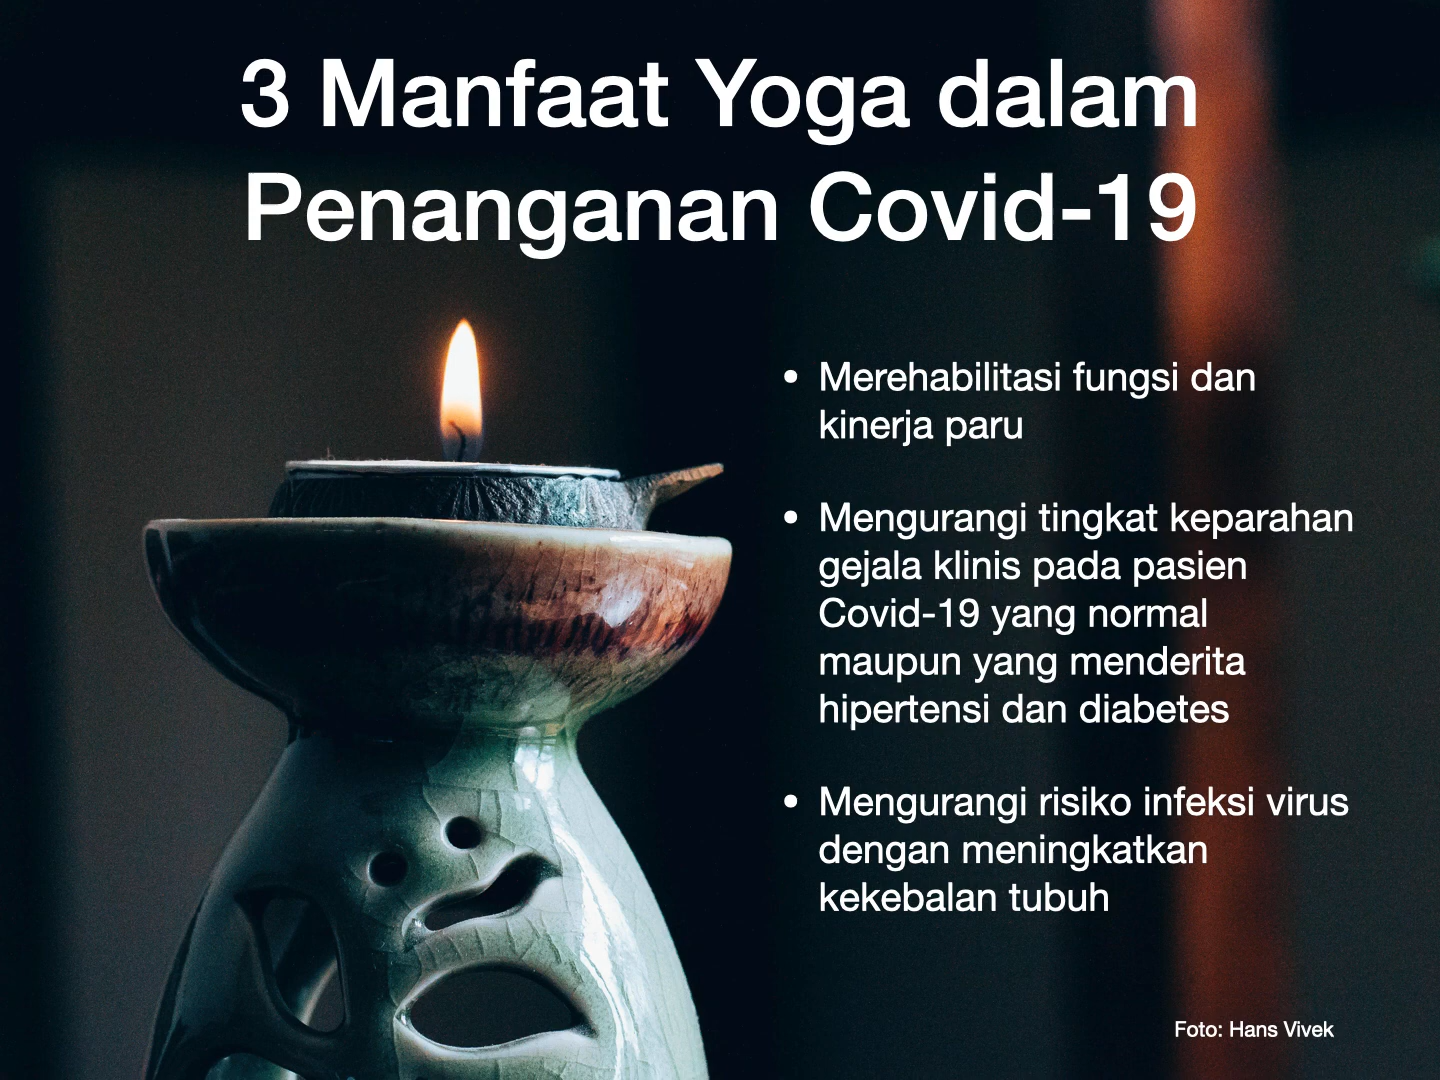 3 Manfaat Yoga dalam
Penanganan Covid-19
• Merehabilitasi fungsi dan
kinerja paru
• Mengurangi tingkat keparahan
gejala klinis pada pasien
Covid-19 yang normal
maupun yang menderita
hipertensi dan diabetes
• Mengurangi risiko infeksi virus
dengan meningkatkan
kekebalan tubuh
Foto: Hans Vivek